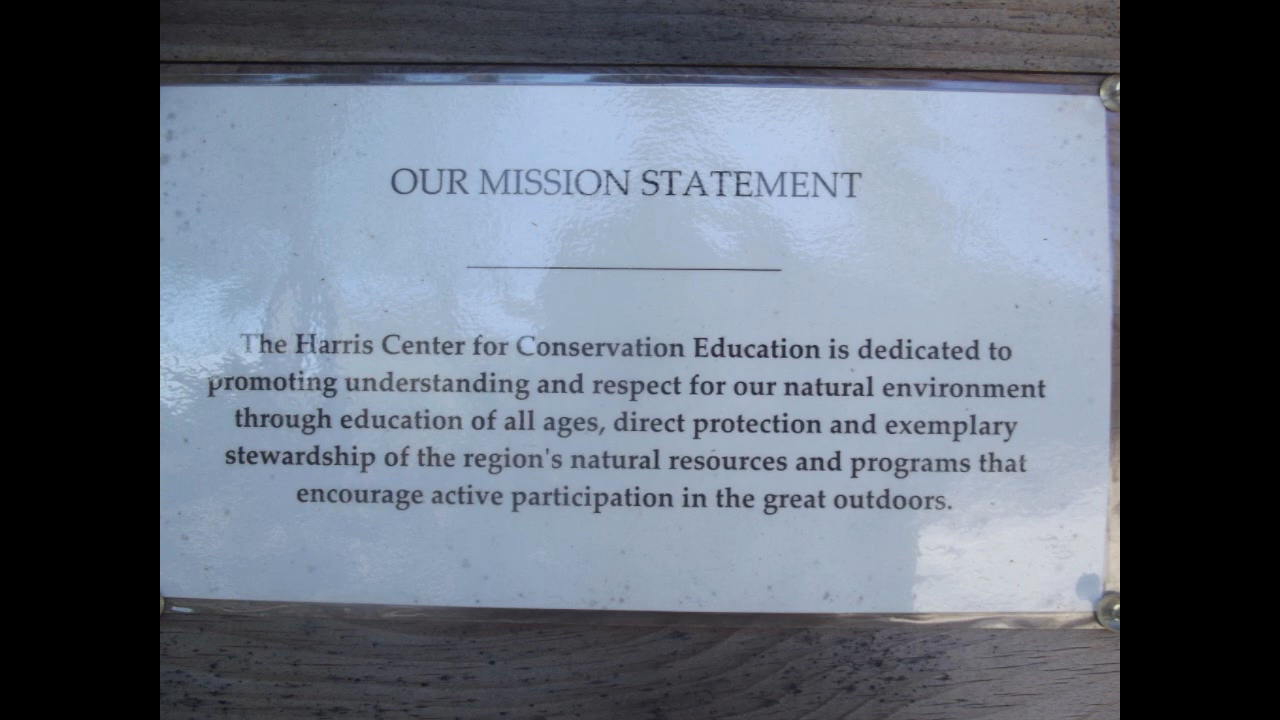 OUR MISSION STATEMENT
The Harris Center for Conservation Education is dedicated to
promoting understanding and respect for our natural environment
through education of all ages, direct protection and exemplary
stewardship of the region's natural resources and programs that
encourage active participation in the great outdoors.